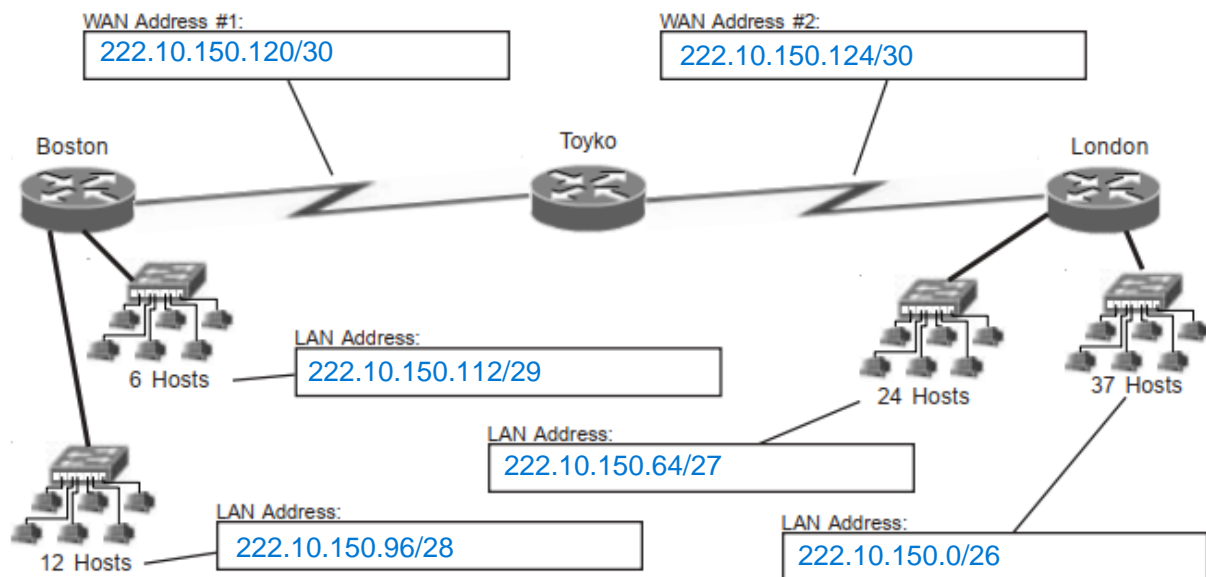 WAN Address #1:
222.10.150.120/30
WAN Address #2:
222.10.150.124/30
Boston
Toyko
London
LAN Address:
222.10.150.112/29
6 Hosts
24 Hosts
37 Hosts
LAN Address:
222.10.150.64/27
LAN Address:
222.10.150.96/28
12 Hosts
LAN Address:
222.10.150.0/26